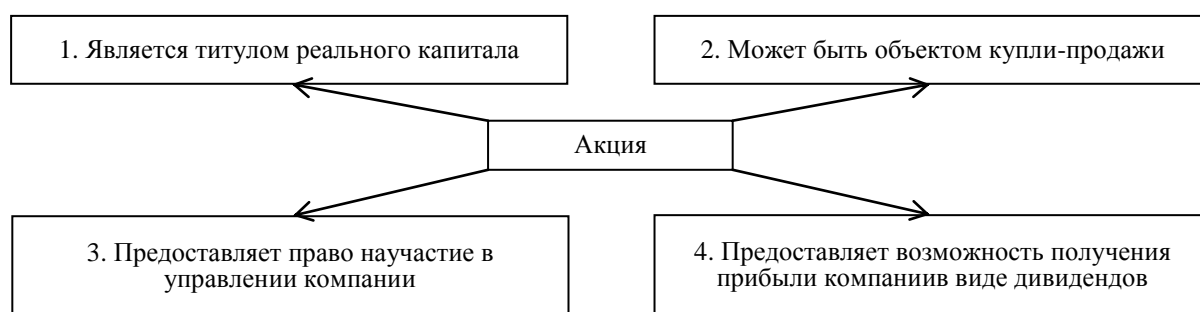 1. Является титулом реального капитала
2. Может быть объектом купли-продажи
Акция
3. Предоставляет право научастие в
управлении компании
4. Предоставляет возможность получения
прибыли компаниив виде дивидендов